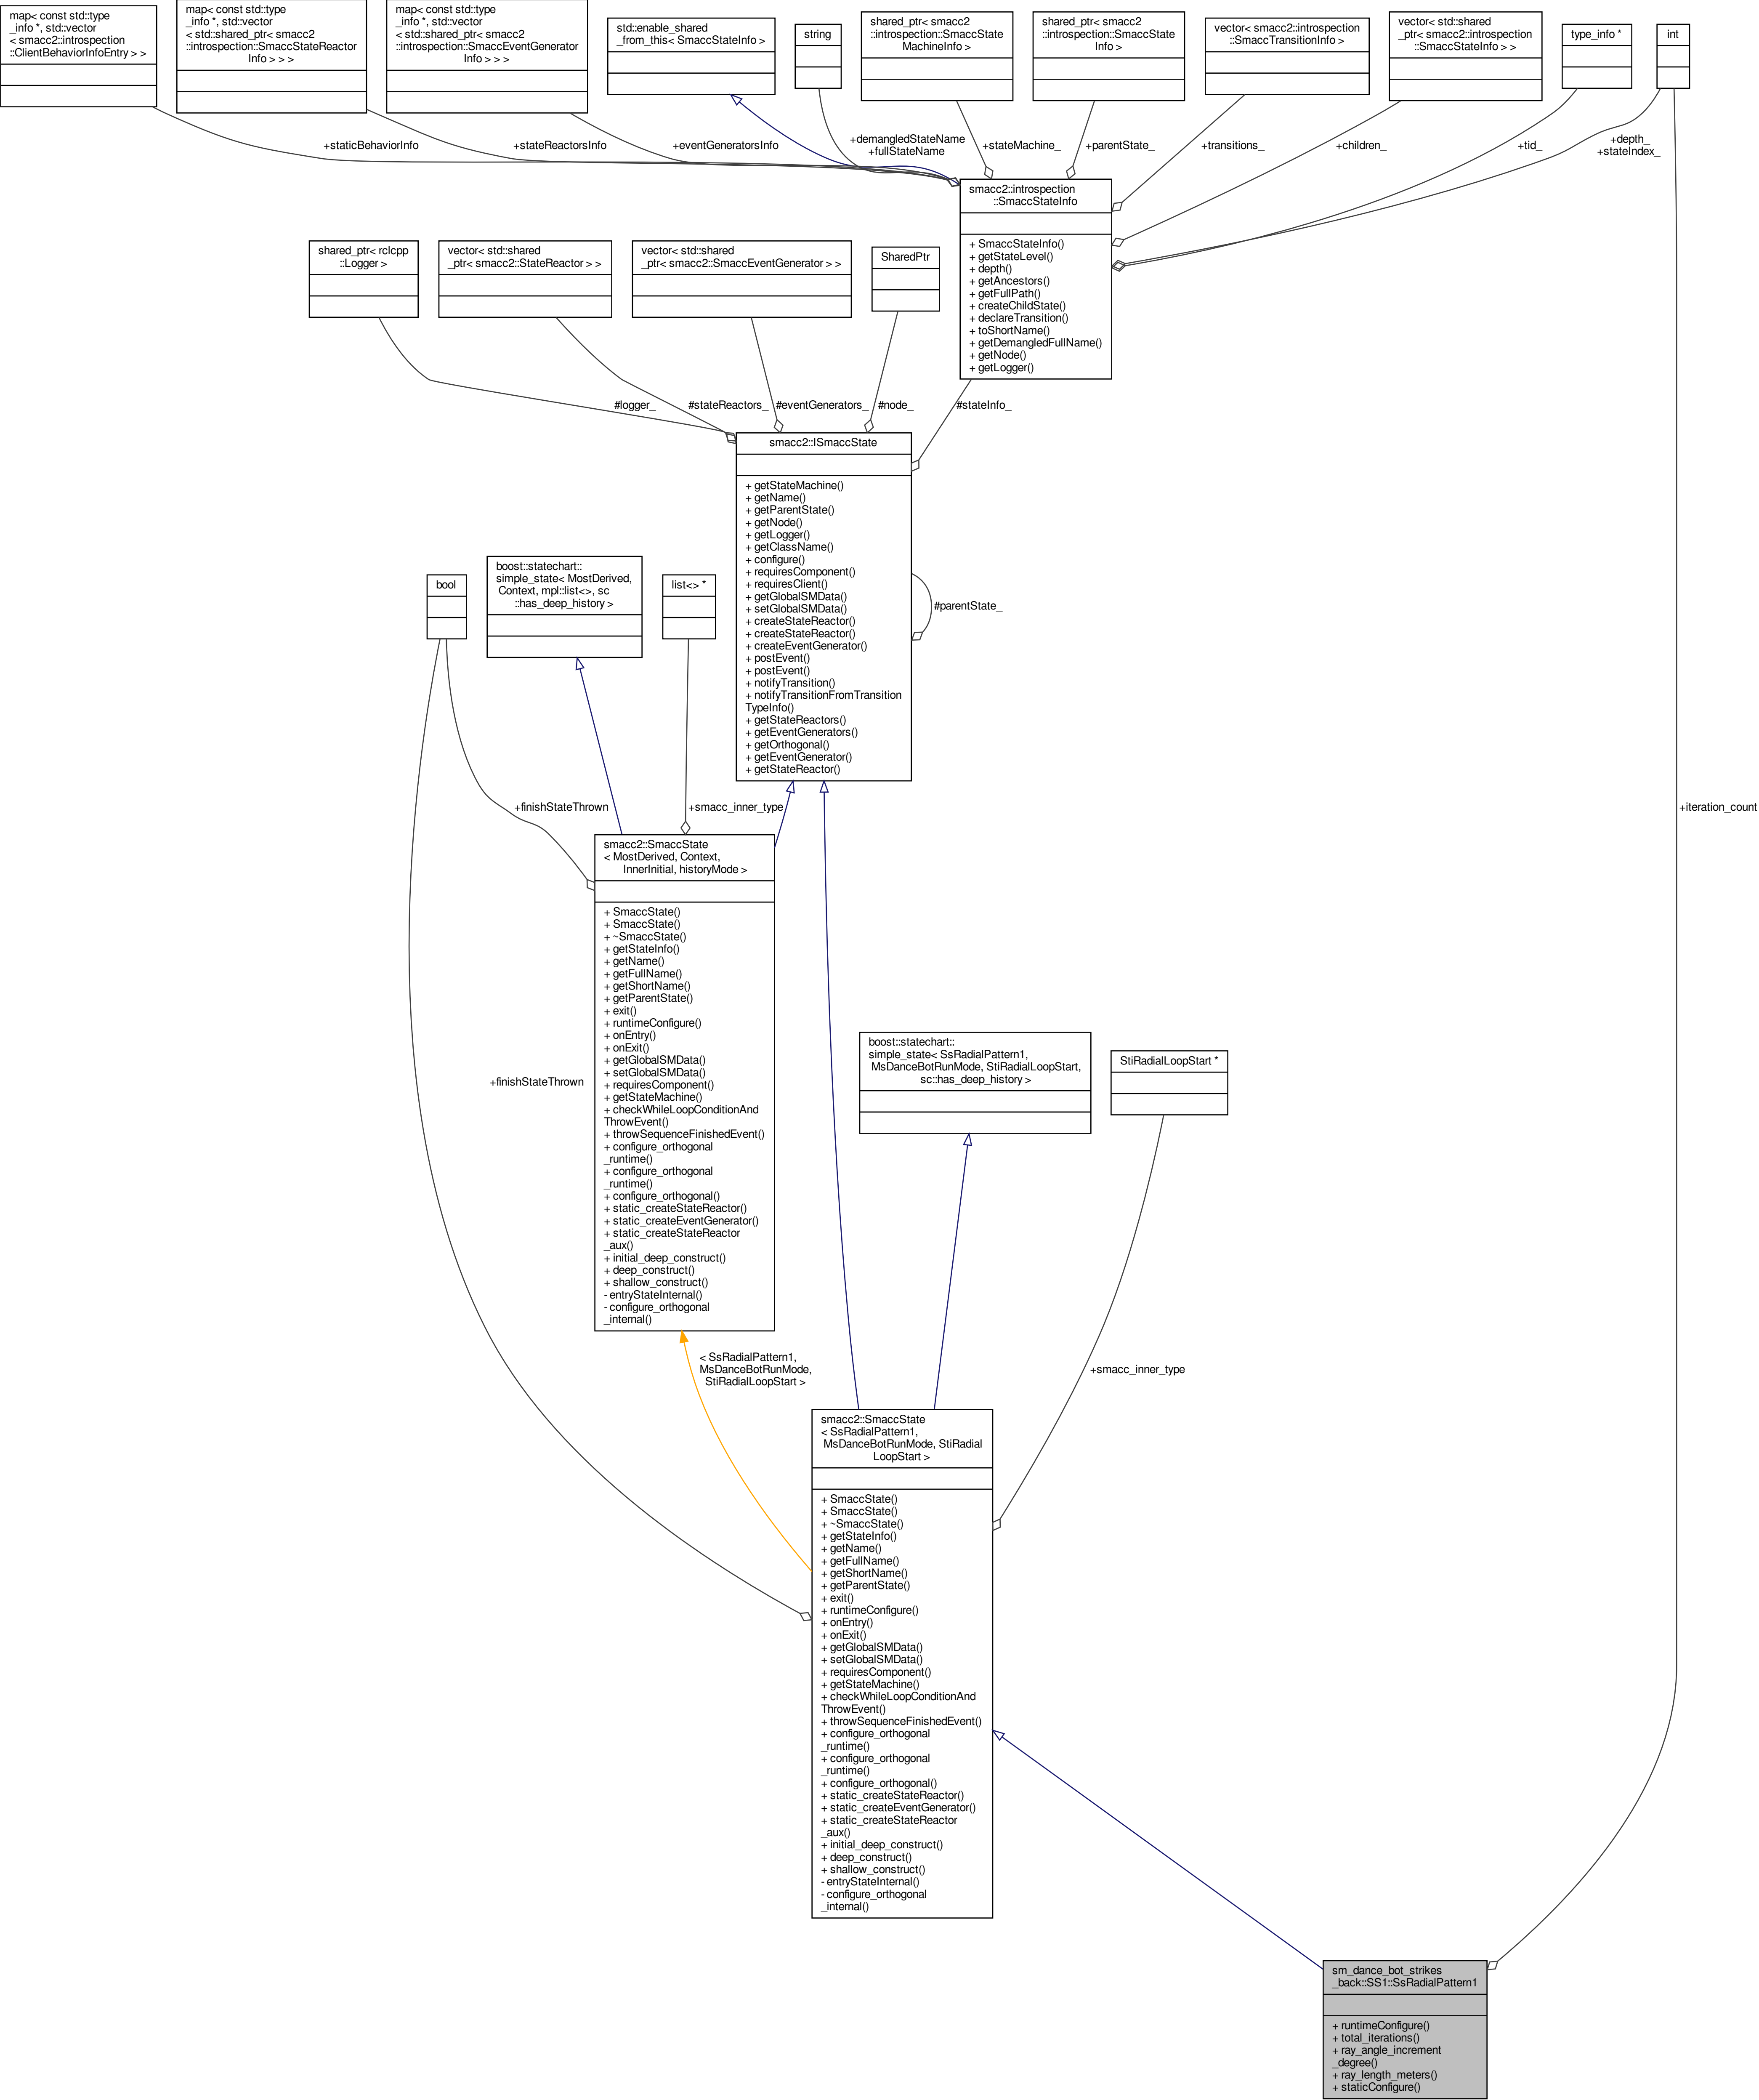 map< const std::type
_info *, std::vector
< smacc2::introspection
::ClientBehaviorInfoEntry > >
map< const std::type
_info *, std::vector
< std::shared_ptr< smacc2
::introspection::SmaccStateReactor
Info > > >
map< const std::type
_info *, std::vector
< std::shared_ptr< smacc2
::introspection::SmaccEventGenerator
Info > > >
std::enable_shared
_from_this< SmaccStateInfo >
string
shared_ptr< smacc2
::introspection::SmaccState
MachineInfo >
shared_ptr< smacc2
::introspection::SmaccState
Info >
vector< smacc2::introspection
::SmaccTransitionInfo >
vector< std::shared
_ptr< smacc2::introspection
::SmaccStateInfo > >
type_info *
int
+staticBehaviorInfo
+stateReactorsInfo
+eventGeneratorsInfo
+demangledStateName
+fullStateName
+stateMachine_
+parentState_
+transitions_
+children_
+tid_
+depth_
+stateIndex_
smacc2::introspection
::SmaccStateInfo
+ SmaccStateInfo()
+ getStateLevel()
+ depth()
+ getAncestors()
+ getFullPath()
+ createChildState()
+ declareTransition()
+ toShortName()
+ getDemangledFullName()
+ getNode()
+ getLogger()
shared_ptr< rclcpp
::Logger >
vector< std::shared
_ptr< smacc2::StateReactor > >
vector< std::shared
_ptr< smacc2::SmaccEventGenerator > >
SharedPtr
#logger_
#stateReactors_
#eventGenerators_
#node_
#stateInfo_
smacc2::ISmaccState
+ getStateMachine()
+ getName()
+ getParentState()
+ getNode()
+ getLogger()
+ getClassName()
+ configure()
+ requiresComponent()
+ requiresClient()
+ getGlobalSMData()
+ setGlobalSMData()
+ createStateReactor()
+ createStateReactor()
+ createEventGenerator()
+ postEvent()
+ postEvent()
+ notifyTransition()
+ notifyTransitionFromTransition
TypeInfo()
+ getStateReactors()
+ getEventGenerators()
+ getOrthogonal()
+ getEventGenerator()
+ getStateReactor()
#parentState_
bool
boost::statechart::
simple_state< MostDerived,
Context, mpl::list<>, sc
::has_deep_history >
list<> *
+finishStateThrown
+smacc_inner_type
+iteration_count
smacc2::SmaccState
< MostDerived, Context,
InnerInitial, historyMode >
+ SmaccState()
+ SmaccState()
+ ~SmaccState()
+ getStateInfo()
+ getName()
+ getFullName()
+ getShortName()
+ getParentState()
+ exit()
+ runtimeConfigure()
+ onEntry()
+ onExit()
+ getGlobalSMData()
+ setGlobalSMData()
+ requiresComponent()
+ getStateMachine()
+ checkWhileLoopConditionAnd
ThrowEvent()
+ throwSequenceFinishedEvent()
+ configure_orthogonal
_runtime()
+ configure_orthogonal
_runtime()
+ configure_orthogonal()
+ static_createStateReactor()
+ static_createEventGenerator()
+ static_createStateReactor
_aux()
+ initial_deep_construct()
+ deep_construct()
+ shallow_construct()
- entryStateInternal()
- configure_orthogonal
_internal()
+finishStateThrown
boost::statechart::
simple_state< SsRadialPattern1,
MsDanceBotRunMode, StiRadialLoopStart,
sc::has_deep_history >
StiRadialLoopStart *
< SsRadialPattern1,
MsDanceBotRunMode,
StiRadialLoopStart >
+smacc_inner_type
smacc2::SmaccState
< SsRadialPattern1,
MsDanceBotRunMode, StiRadial
LoopStart >
+ SmaccState()
+ SmaccState()
+ ~SmaccState()
+ getStateInfo()
+ getName()
+ getFullName()
+ getShortName()
+ getParentState()
+ exit()
+ runtimeConfigure()
+ onEntry()
+ onExit()
+ getGlobalSMData()
+ setGlobalSMData()
+ requiresComponent()
+ getStateMachine()
+ checkWhileLoopConditionAnd
ThrowEvent()
+ throwSequenceFinishedEvent()
+ configure_orthogonal
_runtime()
+ configure_orthogonal
_runtime()
+ configure_orthogonal()
+ static_createStateReactor()
+ static_createEventGenerator()
+ static_createStateReactor
_aux()
+ initial_deep_construct()
+ deep_construct()
+ shallow_construct()
- entryStateInternal()
- configure_orthogonal
_internal()
sm_dance_bot_strikes
_back::SS1::SsRadialPattern1
+ runtimeConfigure()
+ total_iterations()
+ ray_angle_increment
_degree()
+ ray_length_meters()
+ staticConfigure()